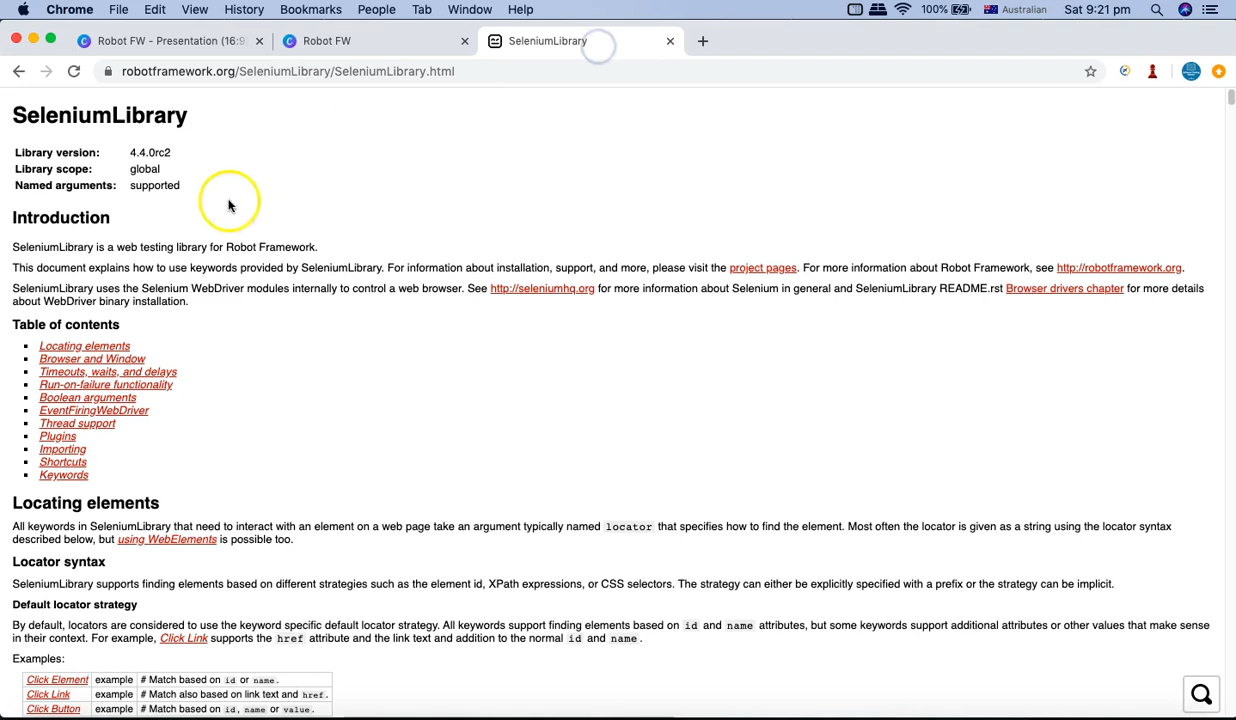 Chrome File Edit View History Bookmarks People Tab Window Help 100% Australian Sat 9:21 pm
Robot FW - Presentation (16:9) Robot FW SeleniumLibrary
robotframework.org/SeleniumLibrary/SeleniumLibrary.html
SeleniumLibrary
Library version: 4.4.0rc2
Library scope: global
Named arguments: supported
Introduction
SeleniumLibrary is a web testing library for Robot Framework.
This document explains how to use keywords provided by SeleniumLibrary. For information about installation, support, and more, please visit the project pages. For more information about Robot Framework, see http://robotframework.org.
SeleniumLibrary uses the Selenium WebDriver modules internally to control a web browser. See http://seleniumhq.org for more information about Selenium in general and SeleniumLibrary README.rst Browser drivers chapter for more details
about WebDriver binary installation.
Table of contents
Locating elements
Browser and Window
Timeouts, waits, and delays
Run-on-failure functionality
Boolean arguments
EventFiringWebDriver
Thread support
Plugins
Importing
Shortcuts
Keywords
Locating elements
All keywords in SeleniumLibrary that need to interact with an element on a web page take an argument typically named locator that specifies how to find the element. Most often the locator is given as a string using the locator syntax
described below, but using WebElements is possible too.
Locator syntax
SeleniumLibrary supports finding elements based on different strategies such as the element id, XPath expressions, or CSS selectors. The strategy can either be explicitly specified with a prefix or the strategy can be implicit.
Default locator strategy
By default, locators are considered to use the keyword specific default locator strategy. All keywords support finding elements based on id and name attributes, but some keywords support additional attributes or other values that make sense
in their context. For example, Click Link supports the href attribute and the link text and addition to the normal id and name.
Examples:
Click Element example # Match based on id or name.
Click Link example # Match also based on link text and href.
Click Button example # Match based on id, name or value.